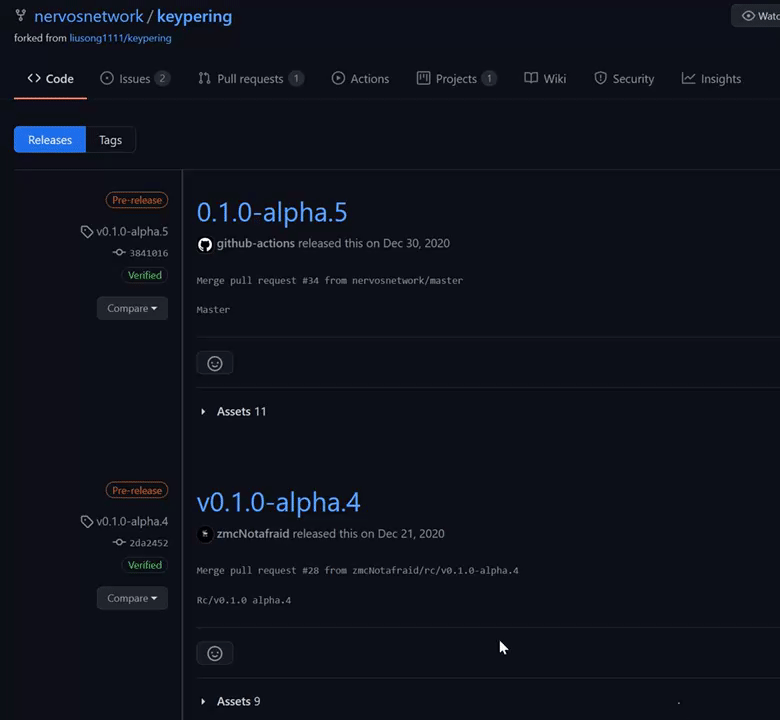 nervosnetwork / keypering
Watc
forked from liusong1111/keypering
Code Issues 2 Pull requests 1 Actions Projects 1 Wiki Security Insights
Releases Tags
Pre-release
v0.1.0-alpha.5
3841016
Verified
Compare
0.1.0-alpha.5
github-actions released this on Dec 30, 2020
Merge pull request #34 from nervosnetwork/master
Master
Assets 11
Pre-release
v0.1.0-alpha.4
2da2452
Verified
Compare
v0.1.0-alpha.4
zmcNotafraid released this on Dec 21, 2020
Merge pull request #28 from zmcNotafraid/rc/v0.1.0-alpha.4
Rc/v0.1.0 alpha.4
Assets 9